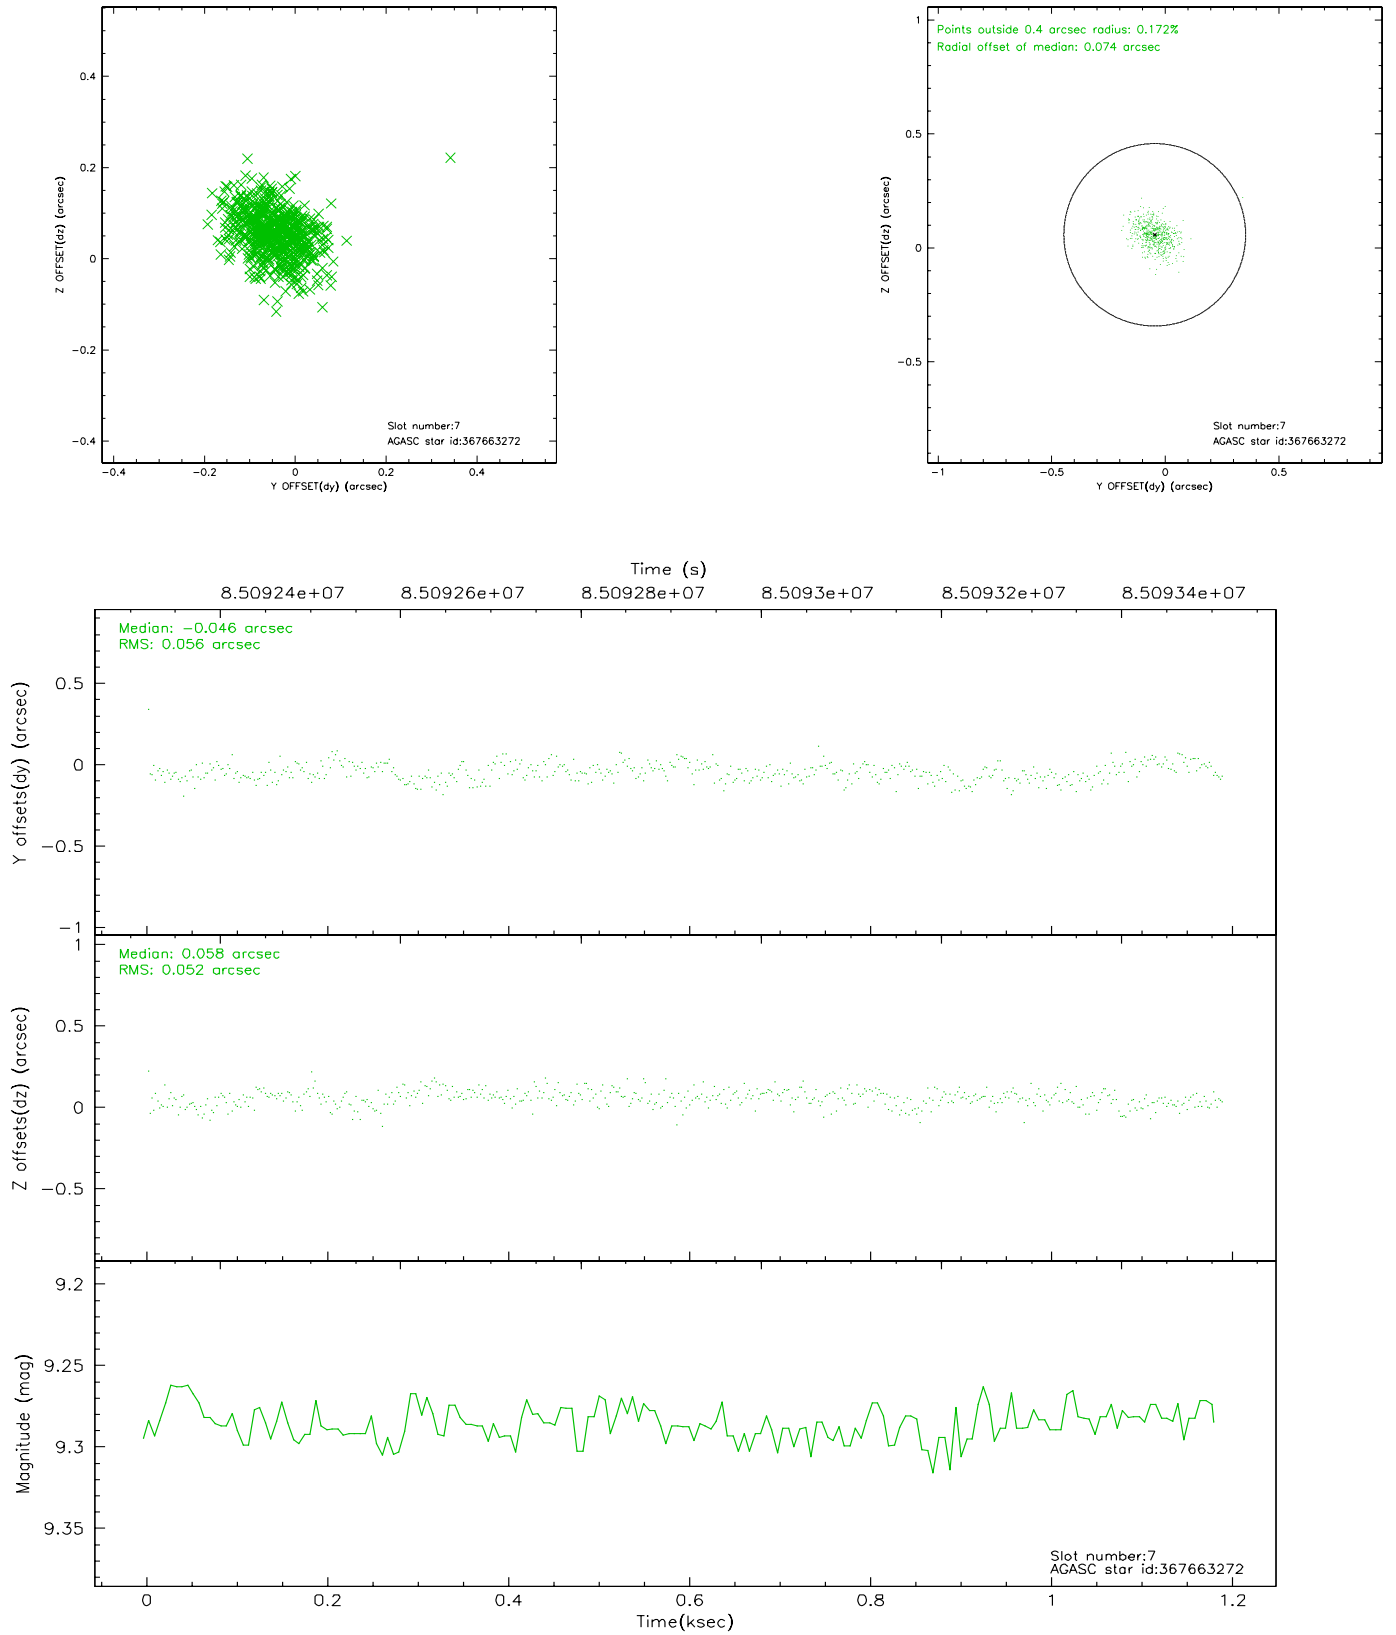 0.4
0.2
0
−0.2
−0.4
Z OFFSET(dz) (arcsec)
Slot number:7
AGASC star id:367663272
−0.4 −0.2 0 0.2 0.4
Y OFFSET(dy) (arcsec)
Points outside 0.4 arcsec radius: 0.172%
Radial offset of median: 0.074 arcsec
1
0.5
0
−0.5
Z OFFSET(dz) (arcsec)
Slot number:7
AGASC star id:367663272
−1 −0.5 0 0.5
Y OFFSET(dy) (arcsec)
Time (s)
8.50924e+07 8.50926e+07 8.50928e+07 8.5093e+07 8.50932e+07 8.50934e+07
Median: −0.046 arcsec
RMS: 0.056 arcsec
0.5
0
−0.5
−1
Y offsets(dy) (arcsec)
Median: 0.058 arcsec
RMS: 0.052 arcsec
1
0.5
0
−0.5
Z offsets(dz) (arcsec)
9.2
9.25
9.3
9.35
Magnitude (mag)
Slot number:7
AGASC star id:367663272
0 0.2 0.4 0.6 0.8 1 1.2
Time(ksec)